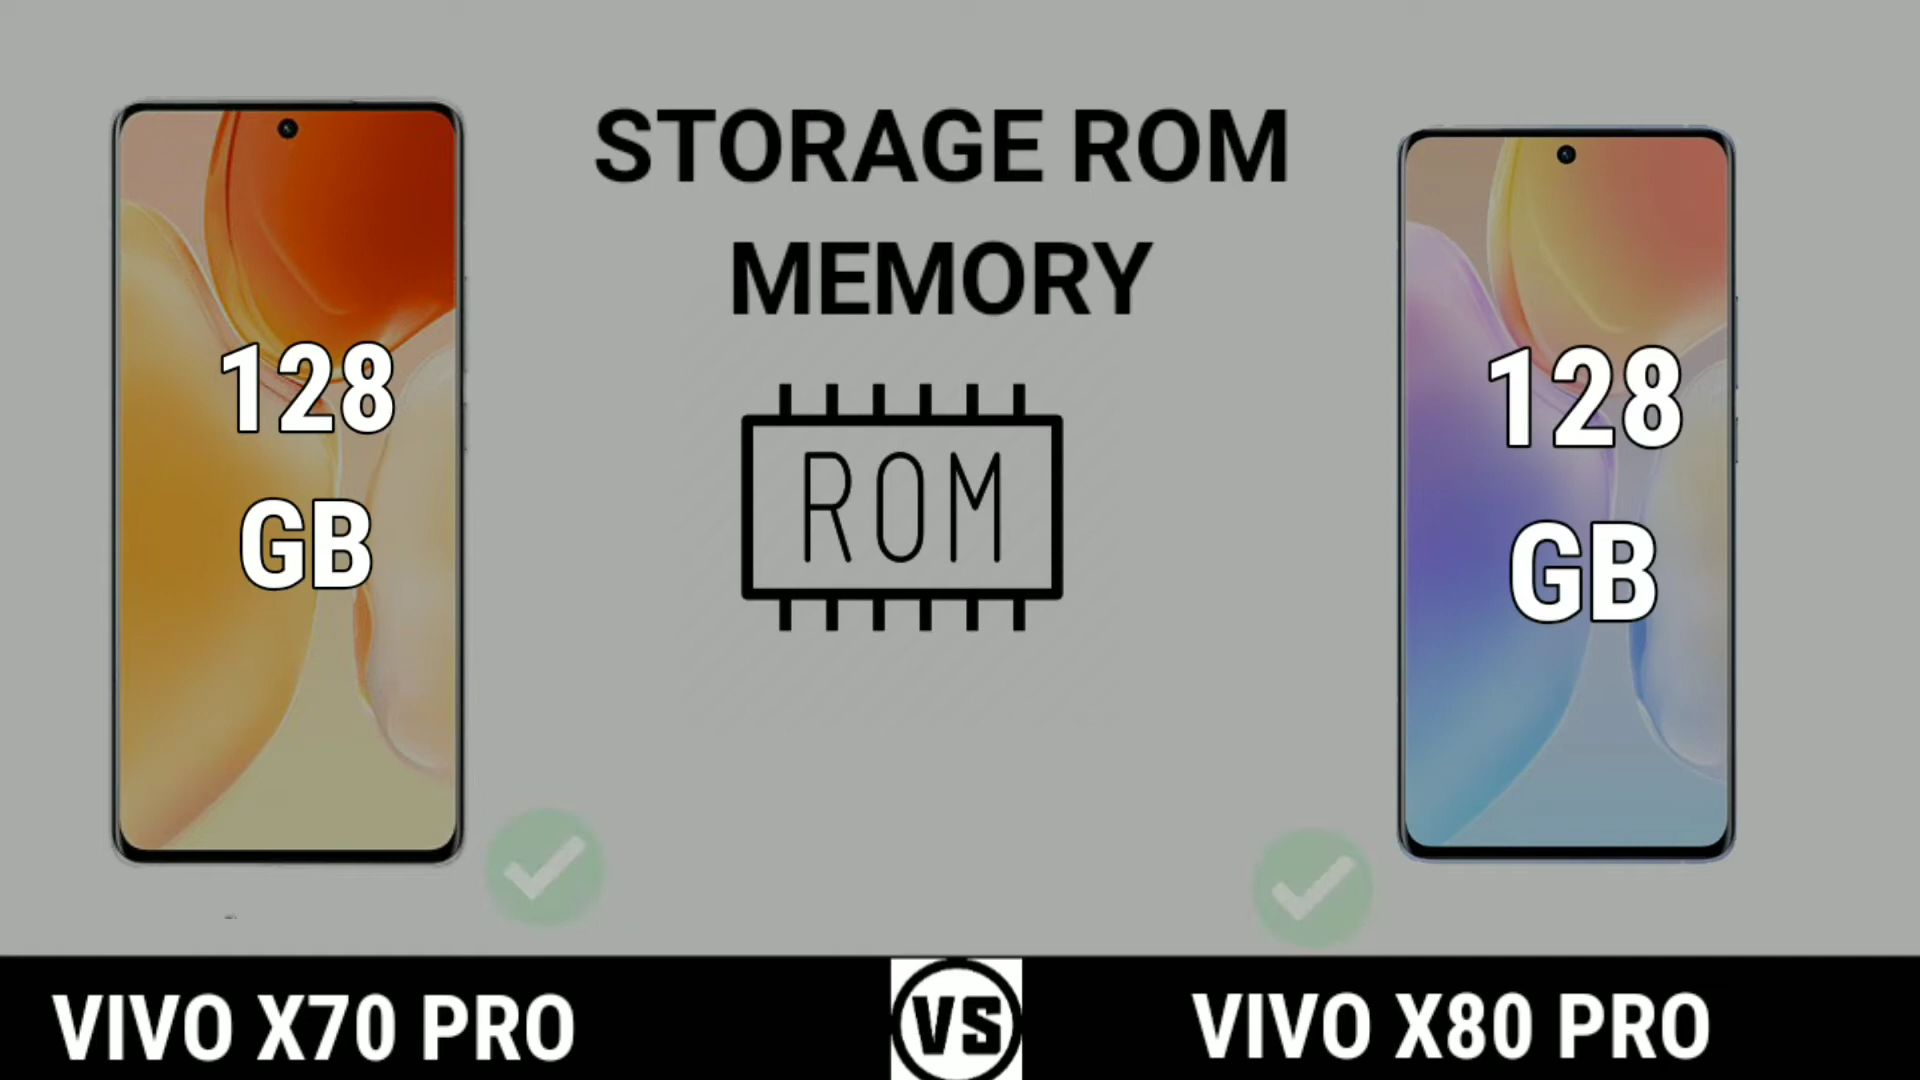 STORAGE ROM
MEMORY
128
GB
ROM
128
GB
VIVO X70 PRO
VS
VIVO X80 PRO